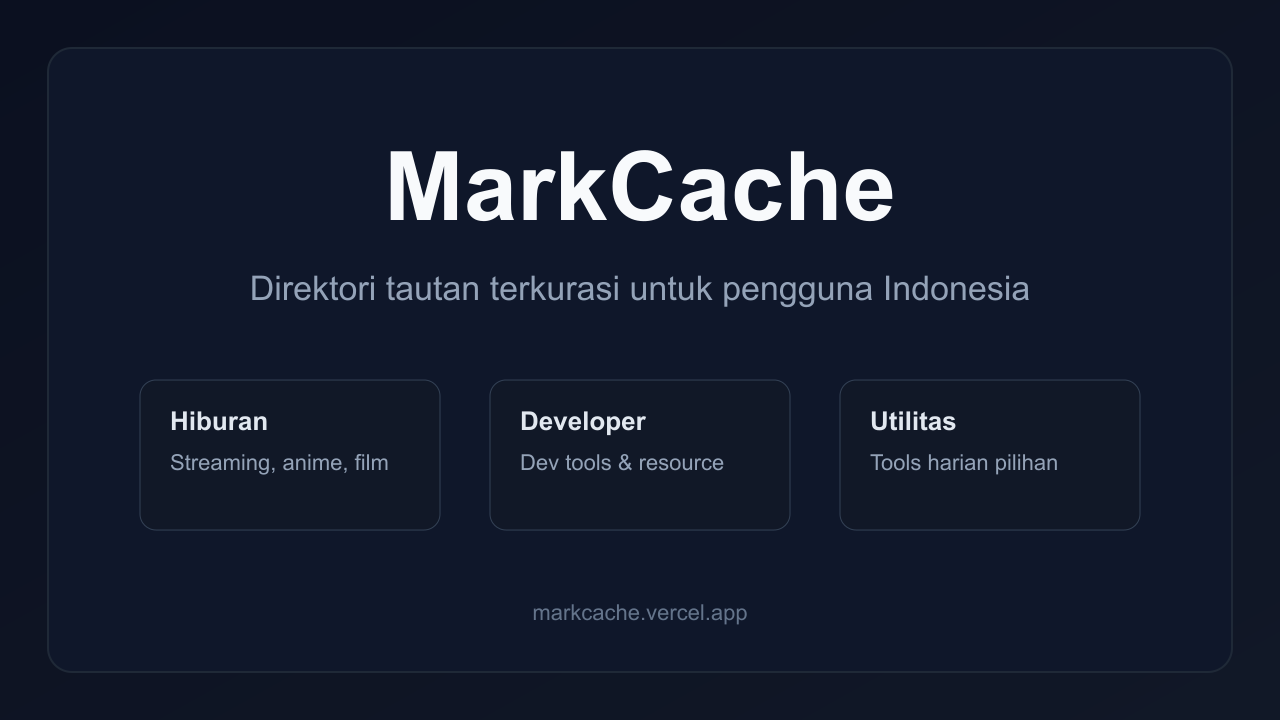 MarkCache
Direktori tautan terkurasi untuk pengguna Indonesia
Hiburan
Streaming, anime, film
Developer
Dev tools & resource
Utilitas
Tools harian pilihan
markcache.vercel.app